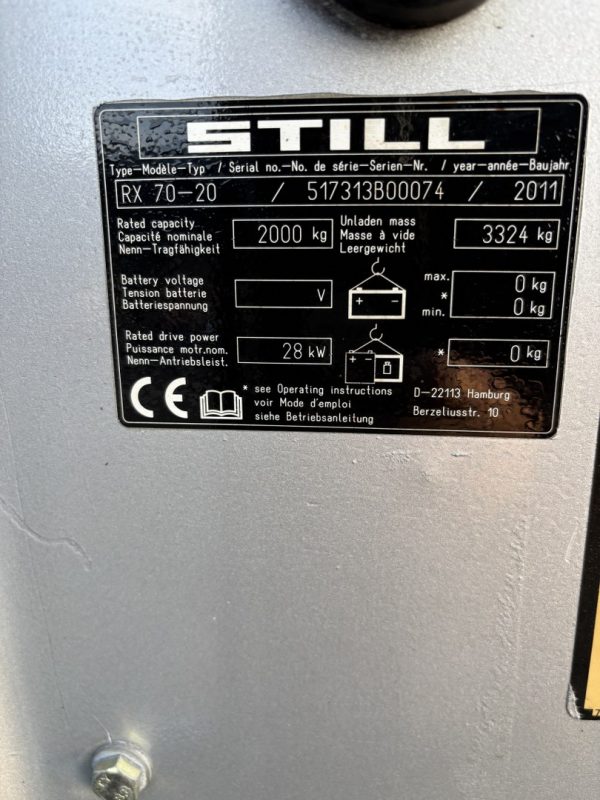 STILL
Type-Modèle-Typ / Serial no.-No. de série-Serien-Nr. / year-année-Baujahr
RX 70-20 / 517313B00074 / 2011
Rated capacity
Capacité nominale
Nenn-Tragfähigkeit
2000 kg
Unladen mass
Masse à vide
Leergewicht
3324 kg
Battery voltage
Tension batterie
Batteriespannung
V
+ -
max.
*
min.
0 kg
0 kg
Rated drive power
Puissance motr.nom.
Nenn-Antriebsleist.
28 kW
+
* 0 kg
CE
* see Operating instructions
voir Mode d'emploi
siehe Betriebsanleitung
D-22113 Hamburg
Berzeliusstr. 10